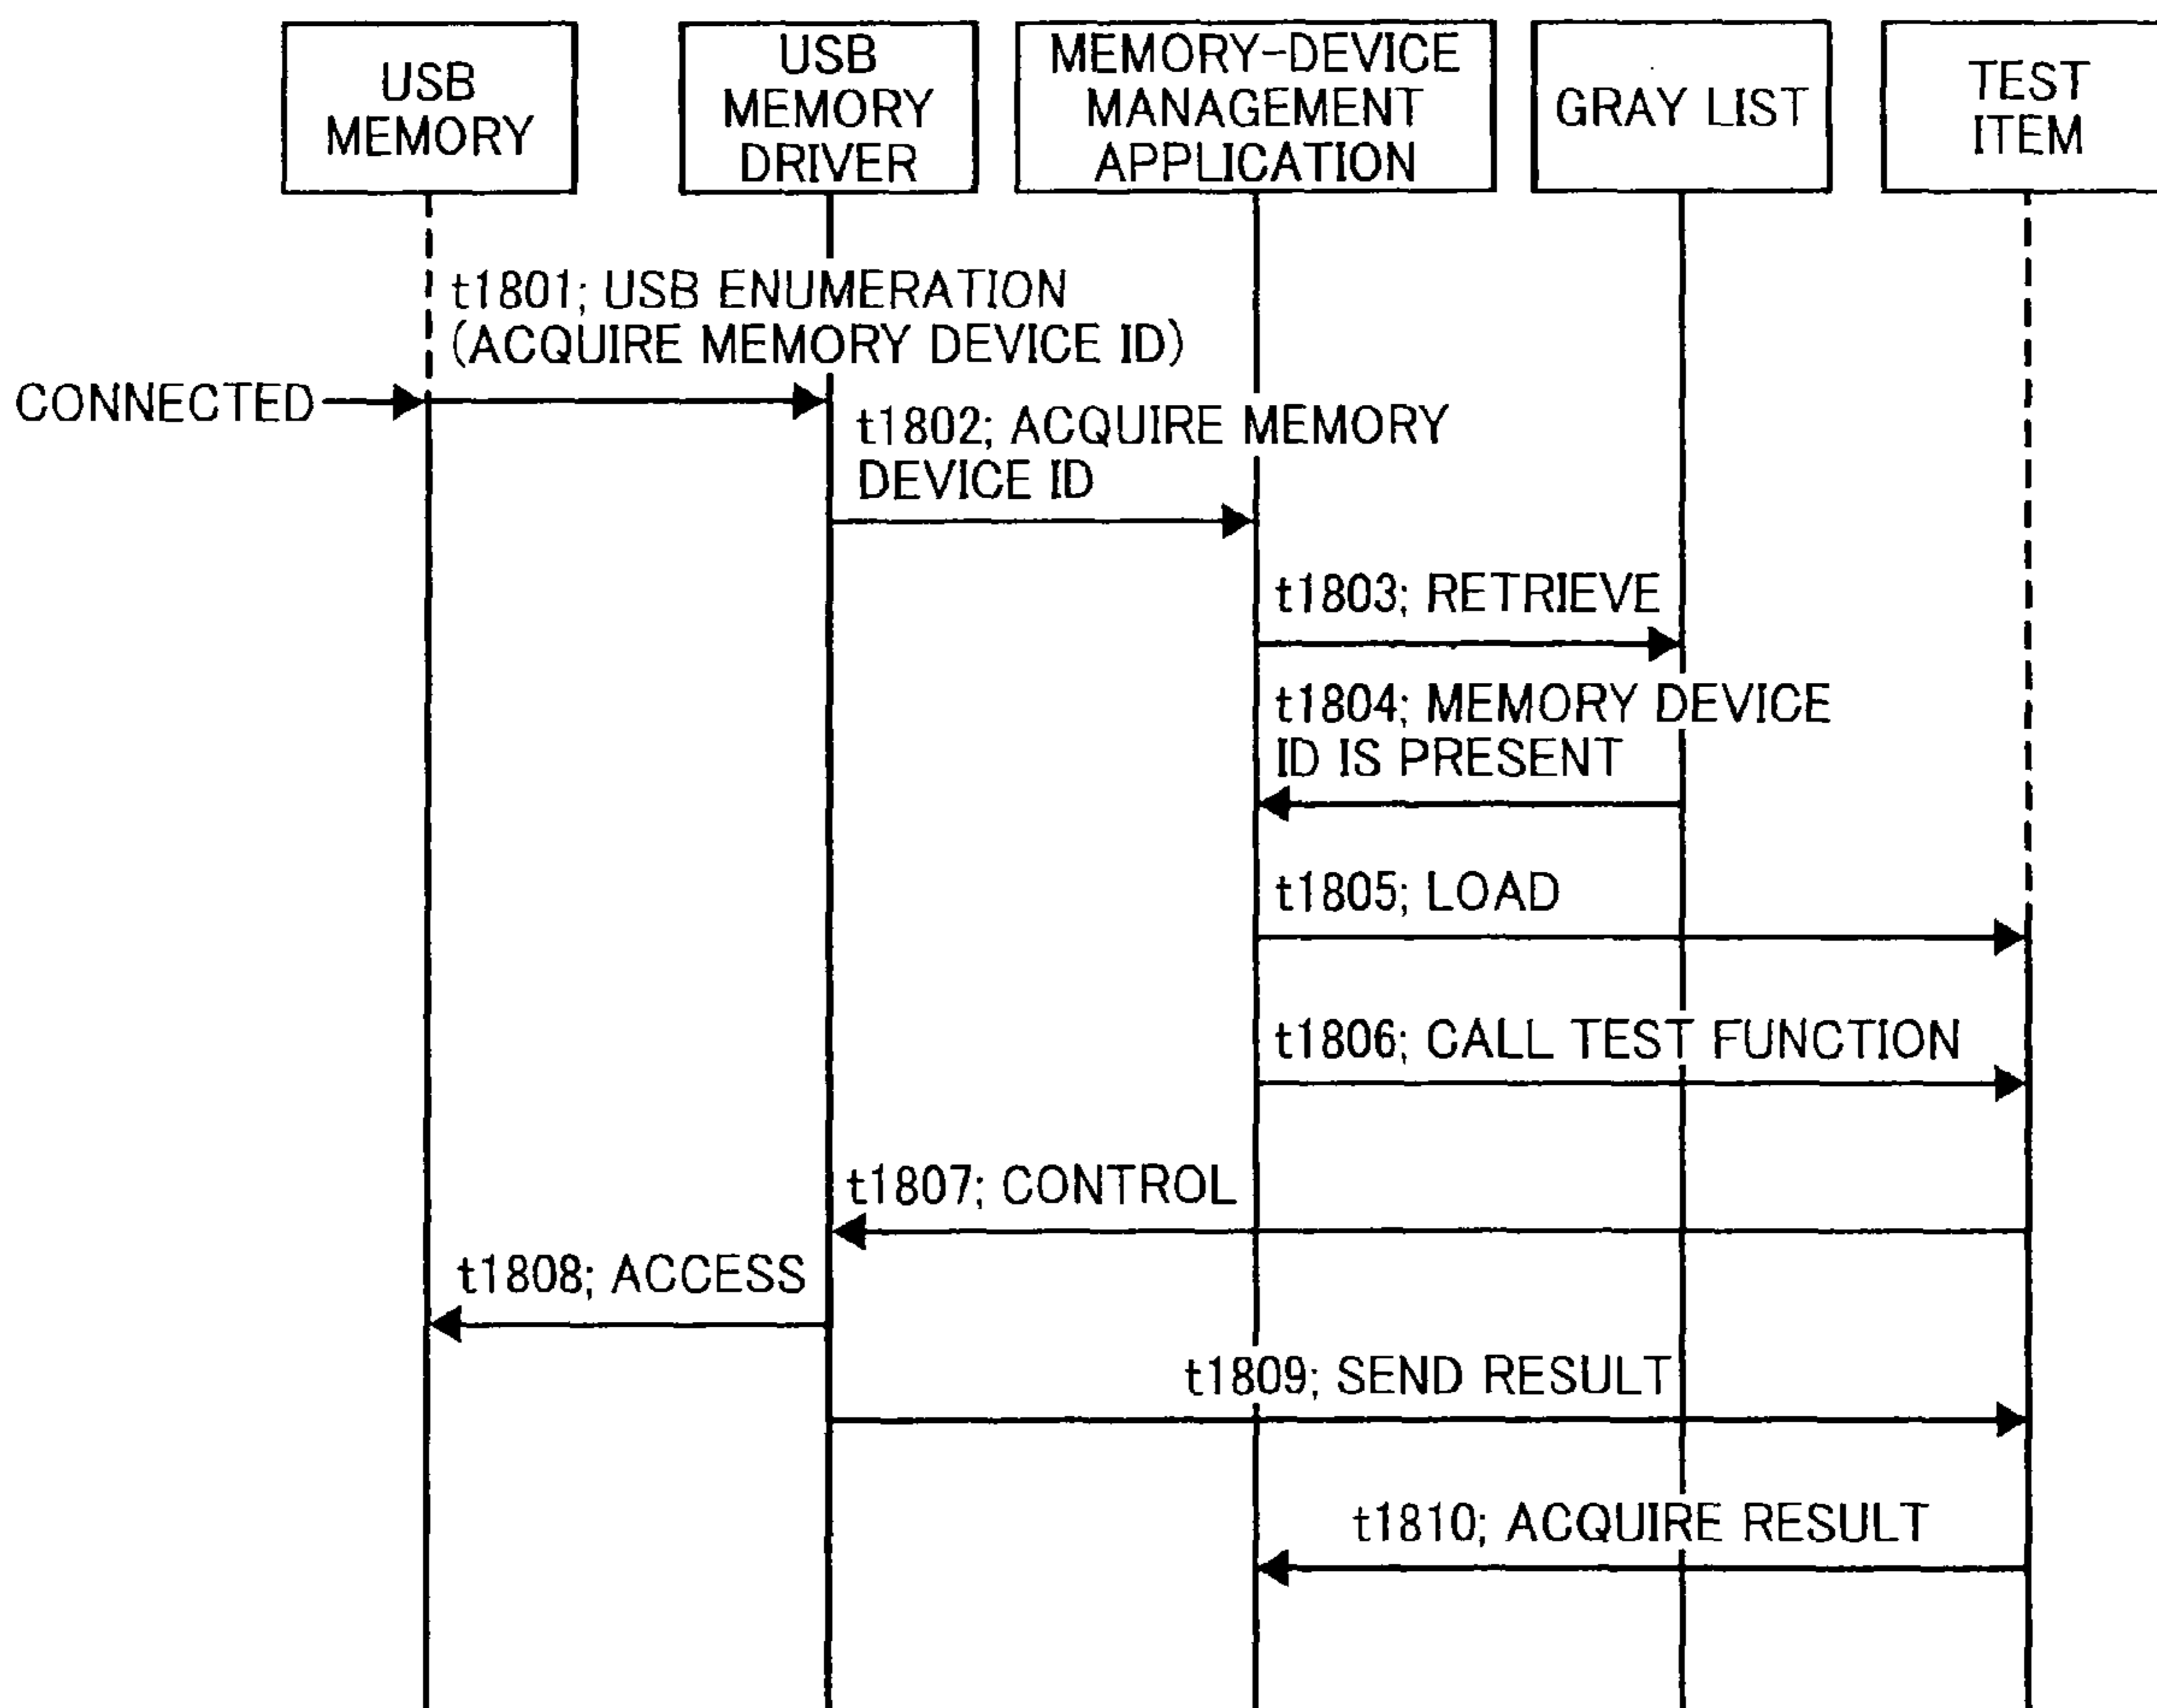 USB
MEMORY
USB
MEMORY
DRIVER
MEMORY-DEVICE
MANAGEMENT
APPLICATION
GRAY LIST
TEST
ITEM
t1801; USB ENUMERATION
(ACQUIRE MEMORY DEVICE ID)
CONNECTED
t1802; ACQUIRE MEMORY
DEVICE ID
t1803; RETRIEVE
t1804; MEMORY DEVICE
ID IS PRESENT
t1805; LOAD
t1806; CALL TEST FUNCTION
t1807; CONTROL
t1808; ACCESS
t1809; SEND RESULT
t1810; ACQUIRE RESULT